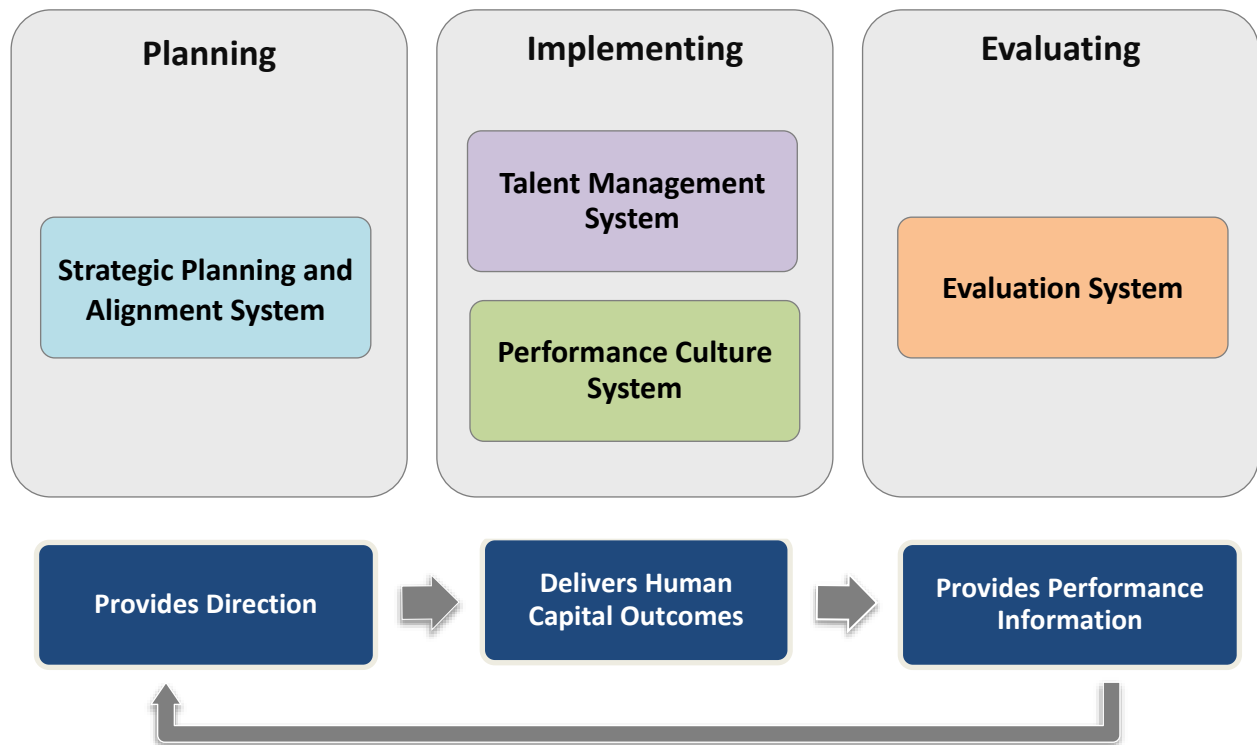 Planning
Strategic Planning and
Alignment System
Implementing
Talent Management
System
Performance Culture
System
Evaluating
Evaluation System
Provides Direction
Delivers Human
Capital Outcomes
Provides Performance
Information